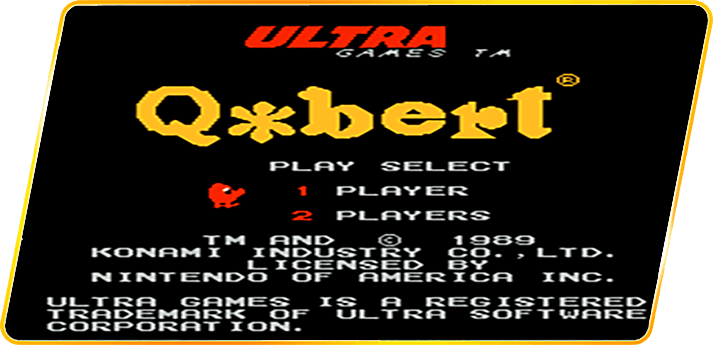 ULTRA
GAMES TM
Q*bert®
PLAY SELECT
1 PLAYER
2 PLAYERS
TM AND © 1989
KONAMI INDUSTRY CO.,LTD.
LICENSED BY
NINTENDO OF AMERICA INC.
ULTRA GAMES IS A REGISTERED
TRADEMARK OF ULTRA SOFTWARE
CORPORATION.